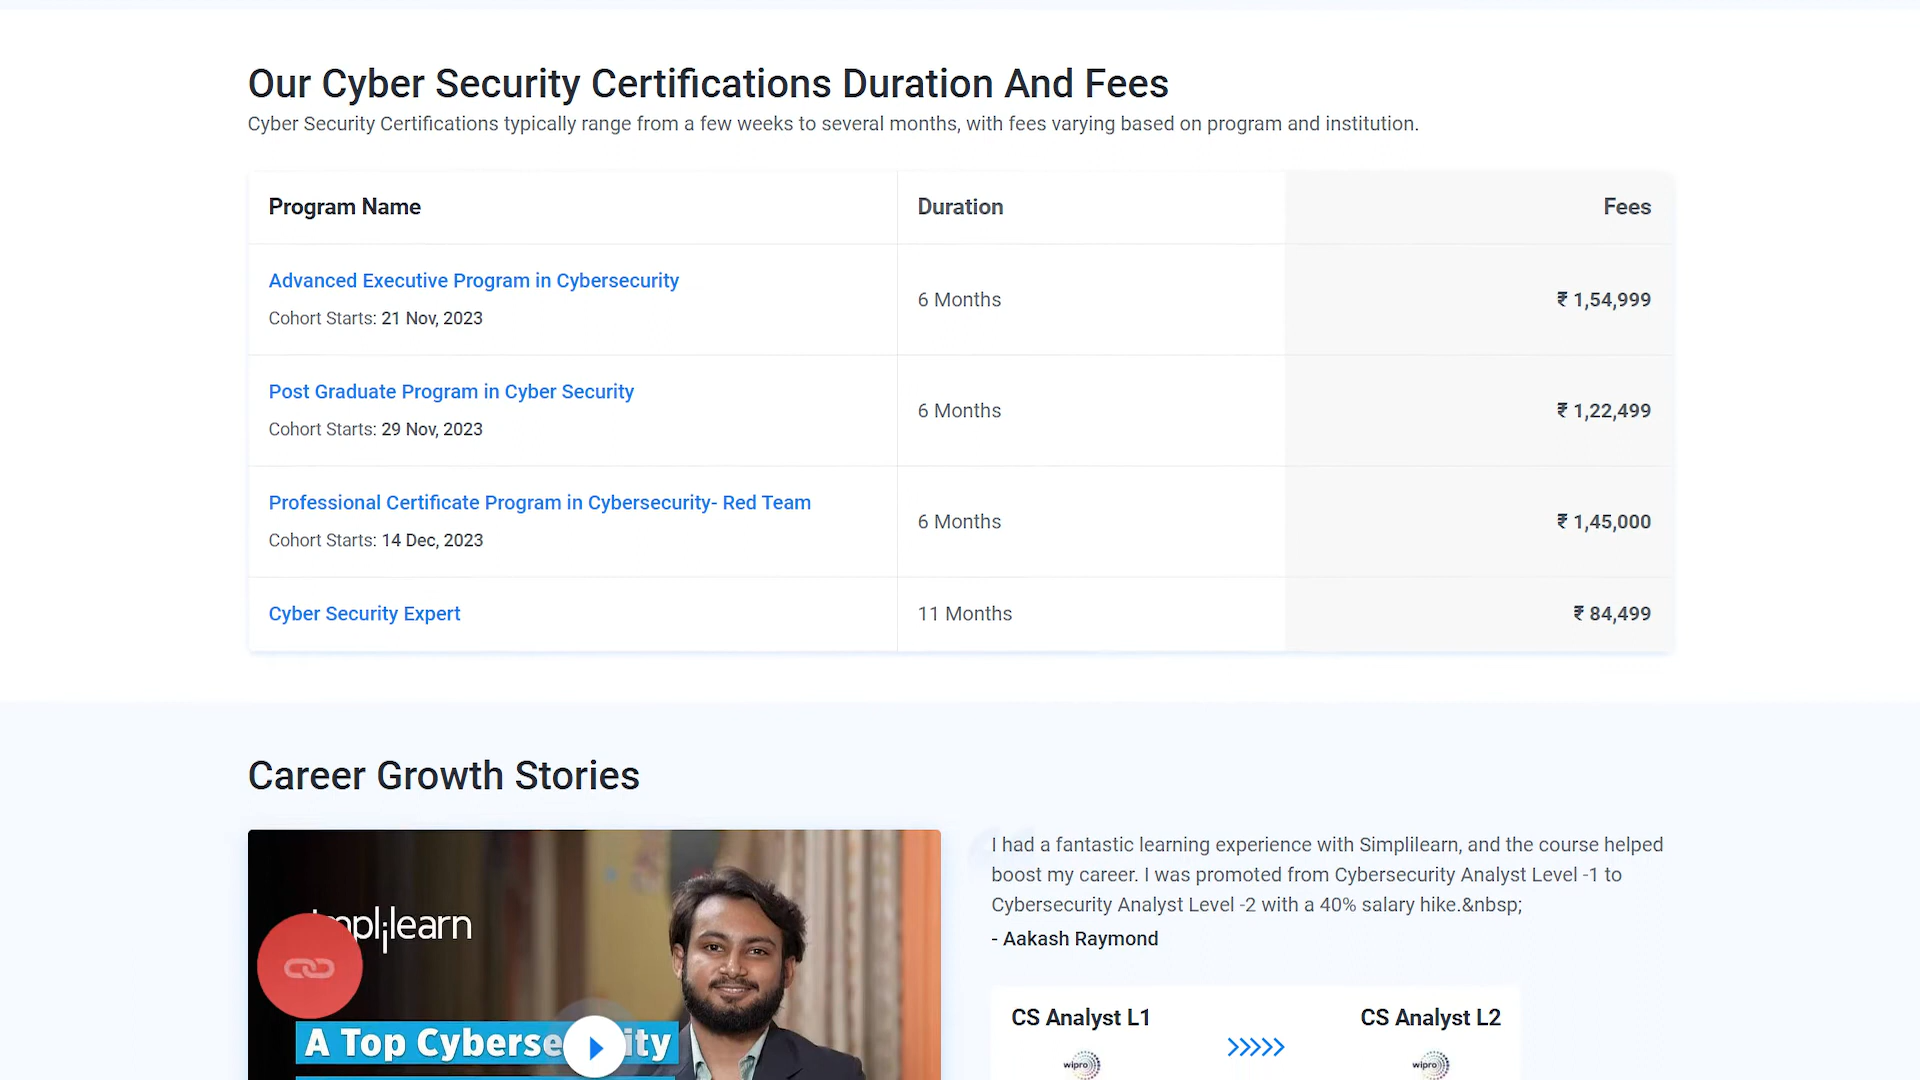 Our Cyber Security Certifications Duration And Fees
Cyber Security Certifications typically range from a few weeks to several months, with fees varying based on program and institution.
Program Name Duration Fees
Advanced Executive Program in Cybersecurity
Cohort Starts: 21 Nov, 2023
6 Months ₹ 1,54,999
Post Graduate Program in Cyber Security
Cohort Starts: 29 Nov, 2023
6 Months ₹ 1,22,499
Professional Certificate Program in Cybersecurity- Red Team
Cohort Starts: 14 Dec, 2023
6 Months ₹ 1,45,000
Cyber Security Expert 11 Months ₹ 84,499
Career Growth Stories
A Top
I had a fantastic learning experience with Simplilearn, and the course helped
boost my career. I was promoted from Cybersecurity Analyst Level -1 to
Cybersecurity Analyst Level -2 with a 40% salary hike.&nbsp;
- Aakash Raymond
CS Analyst L1 CS Analyst L2
wipro wipro